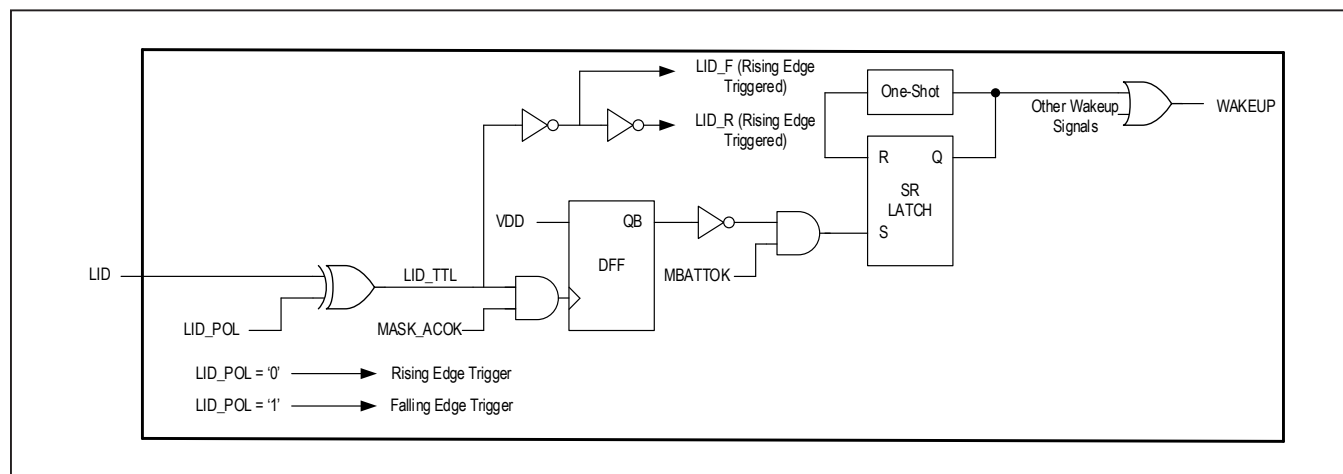 LID_F (Rising Edge
Triggered)
LID_R (Rising Edge
Triggered)
One-Shot
Other Wakeup
Signals
WAKEUP
R Q
SR
LATCH
S
VDD
QB
DFF
MBATTOK
LID
LID_TTL
LID_POL
MASK_ACOK
LID_POL = ‘0’ Rising Edge Trigger
LID_POL = ‘1’ Falling Edge Trigger